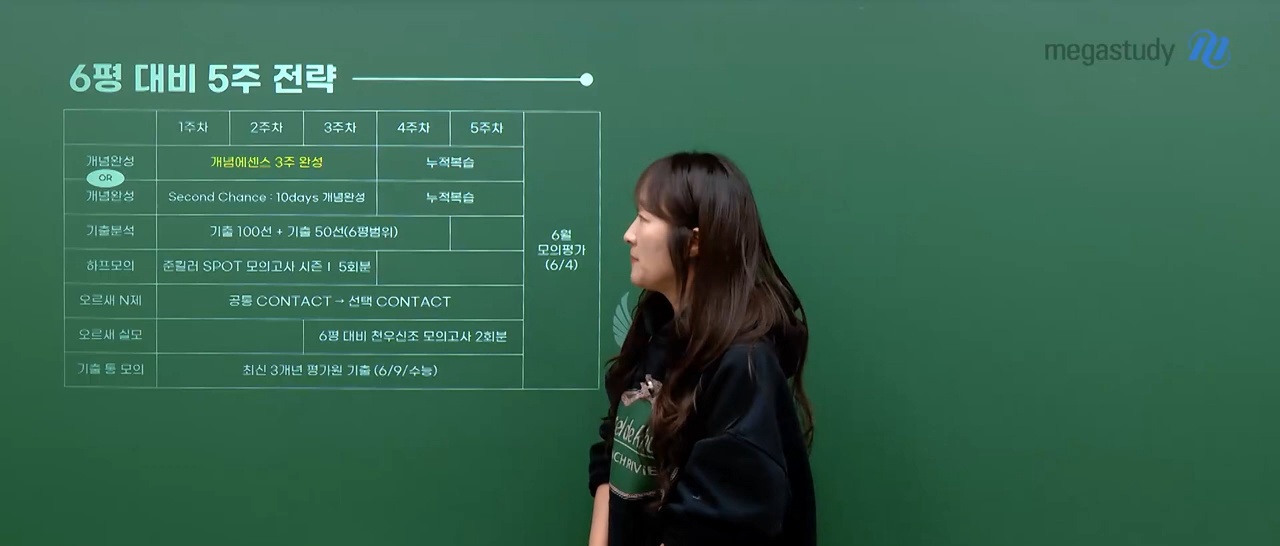 megastudy
6평 대비 5주 전략
1주차 2주차 3주차 4주차 5주차
개념완성 개념에센스 3주 완성 누적복습
OR
개념완성 Second Chance : 10days 개념완성 누적복습
기출분석 기출 100선 + 기출 50선(6평범위)
6월
모의평가
(6/4)
하프모의 준킬러 SPOT 모의고사 시즌Ⅰ 5회분
오르새 N제 공통 CONTACT → 선택 CONTACT
오르새 실모 6평 대비 천우신조 모의고사 2회분
기출 통 모의 최신 3개년 평가원 기출 (6/9/수능)